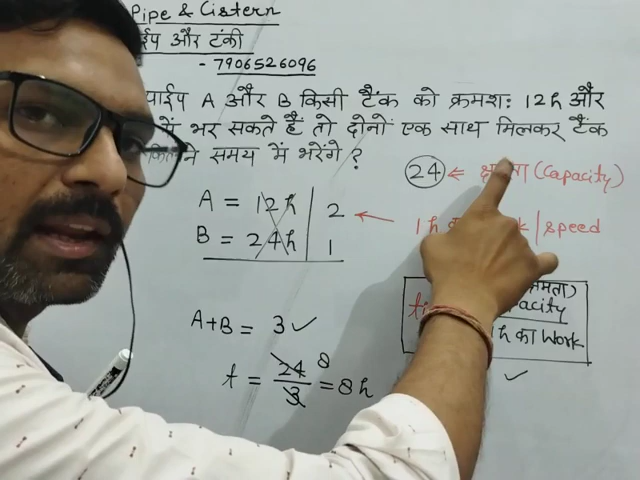 Pipe & Cistern
और टंकी
- 7906526096
पाईप A और B किसी टैंक को क्रमशः 12h और
भर सकते हैं तो दोनों एक साथ मिलकर टैंक
समय में भरेंगे ?
24 ← (Capacity)
A = 12h | 2 ←
1h | speed
B = 24h | 1
A+B = 3 ✓
का Work
t = 24/3 = 8h
8
✓